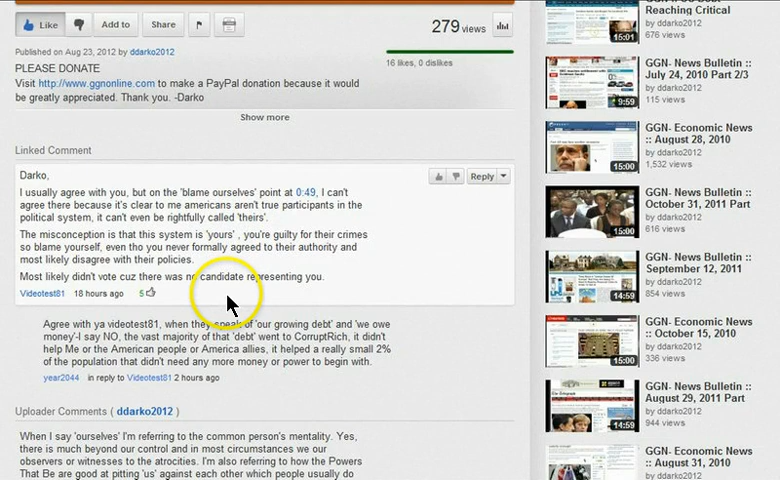 Like
Add to
Share
279 views
Published on Aug 23, 2012 by ddarko2012
16 likes, 0 dislikes
PLEASE DONATE
Visit http://www.ggnonline.com to make a PayPal donation because it would
be greatly appreciated. Thank you. -Darko
Show more
Linked Comment
Darko,
Reply
I usually agree with you, but on the 'blame ourselves' point at 0:49, I can't
agree there because it's clear to me americans aren't true participants in the
political system, it can't even be rightfully called 'theirs'.
The misconception is that this system is 'yours' , you're guilty for their crimes
so blame yourself, even tho you never formally agreed to their authority and
most likely disagree with their policies.
Most likely didn't vote cuz there was no candidate representing you.
Videotest81 18 hours ago 5
Agree with ya videotest81, when they speak of 'our growing debt' and 'we owe
money'-I say NO, the vast majority of that 'debt' went to CorruptRich, it didn't
help Me or the American people or America allies, it helped a really small 2%
of the population that didn't need any more money or power to begin with.
year2044 in reply to Videotest81 2 hours ago
Uploader Comments ( ddarko2012 )
When I say 'ourselves' I'm referring to the common person's mentality. Yes,
there is much beyond our control and in most circumstances we our
observers or witnesses to the atrocities. I'm also referring to how the Powers
That Be are good at pitting 'us' against each other which people usually do
Reaching Critical
by ddarko2012
676 views
15:01
GGN- News Bulletin ::
July 24, 2010 Part 2/3
by ddarko2012
115 views
9:59
GGN- Economic News
:: August 28, 2010
by ddarko2012
1,532 views
15:00
GGN- News Bulletin ::
October 31, 2011 Part
by ddarko2012
616 views
15:00
GGN- News Bulletin ::
September 12, 2011
by ddarko2012
854 views
14:59
GGN- Economic News
:: October 15, 2010
by ddarko2012
336 views
15:00
GGN- News Bulletin ::
August 29, 2011 Part
by ddarko2012
944 views
14:59
GGN- Economic News
:: August 31, 2010
by ddarko2012